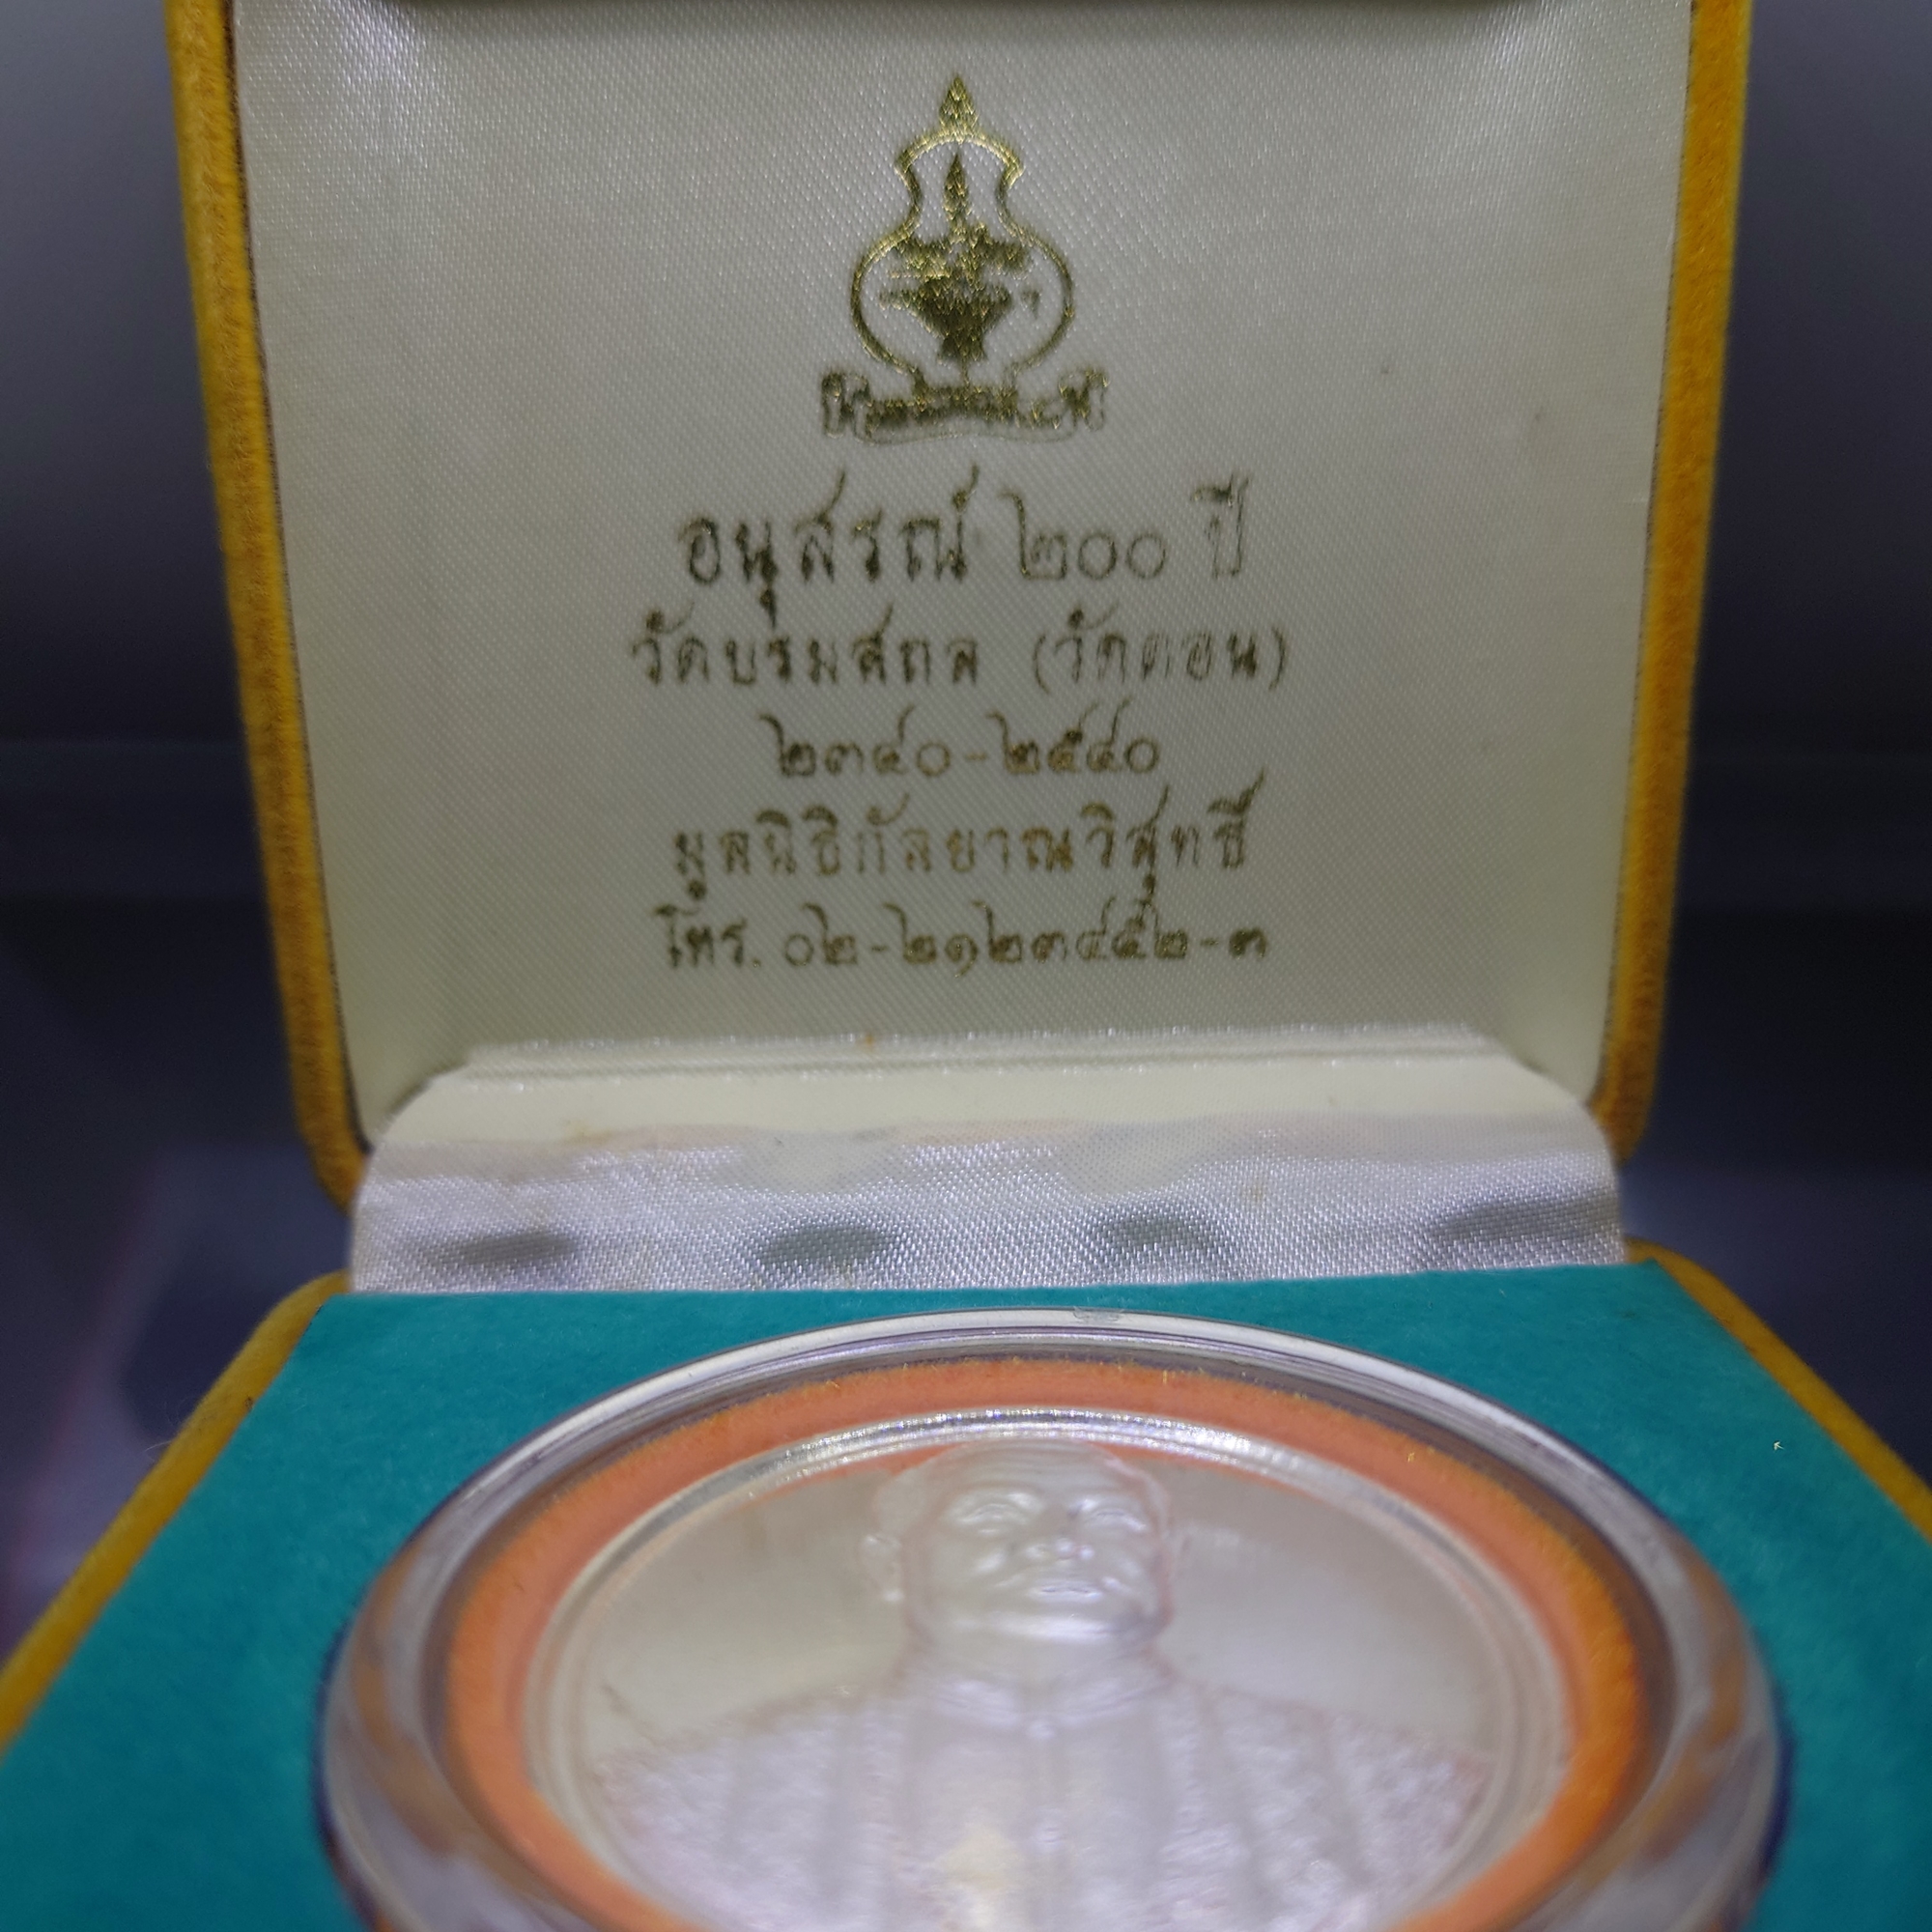 อนุสรณ์ ๒๐๐ ปี
วัดบรมสถล (วัดดอน)
๒๓๔๐-๒๕๔๐
มูลนิธิกัลยาณวิสุทธิ์
โทร. ๐๒-๒๑๒๓๔๕๒-๓